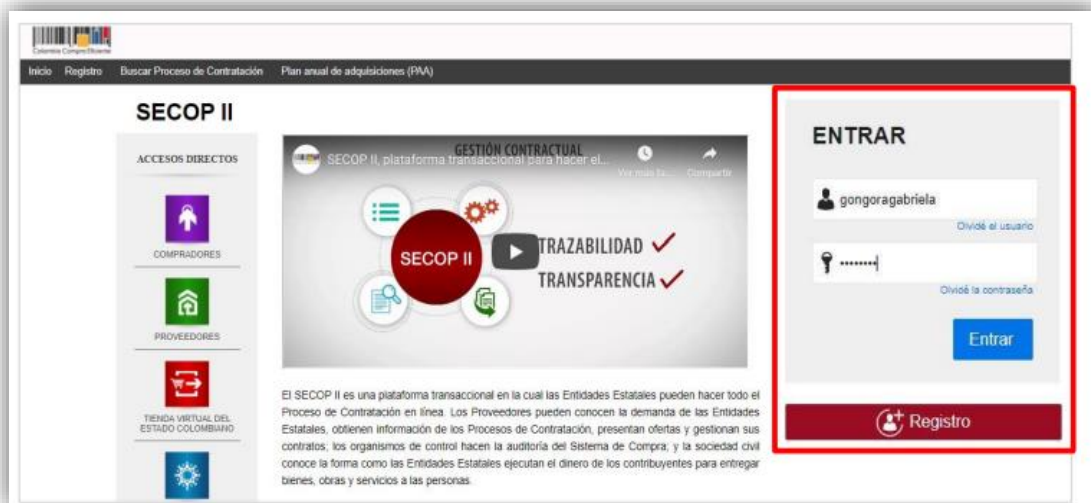 Colombia Compra Eficiente
Inicio Registro Buscar Proceso de Contratación Plan anual de adquisiciones (PAA)
SECOP II
ACCESOS DIRECTOS
COMPRADORES
PROVEEDORES
TIENDA VIRTUAL DEL
ESTADO COLOMBIANO
GESTIÓN CONTRACTUAL
SECOP II, plataforma transaccional para hacer el...
Ver más ta... Compartir
SECOP II
TRAZABILIDAD
TRANSPARENCIA
El SECOP II es una plataforma transaccional en la cual las Entidades Estatales pueden hacer todo el
Proceso de Contratación en línea. Los Proveedores pueden conocen la demanda de las Entidades
Estatales, obtienen información de los Procesos de Contratación, presentan ofertas y gestionan sus
contratos; los organismos de control hacen la auditoría del Sistema de Compra; y la sociedad civil
conoce la forma como las Entidades Estatales ejecutan el dinero de los contribuyentes para entregar
bienes, obras y servicios a las personas.
ENTRAR
gongoragabriela
Olvidé el usuario
••••••••
Olvidé la contraseña
Entrar
Registro